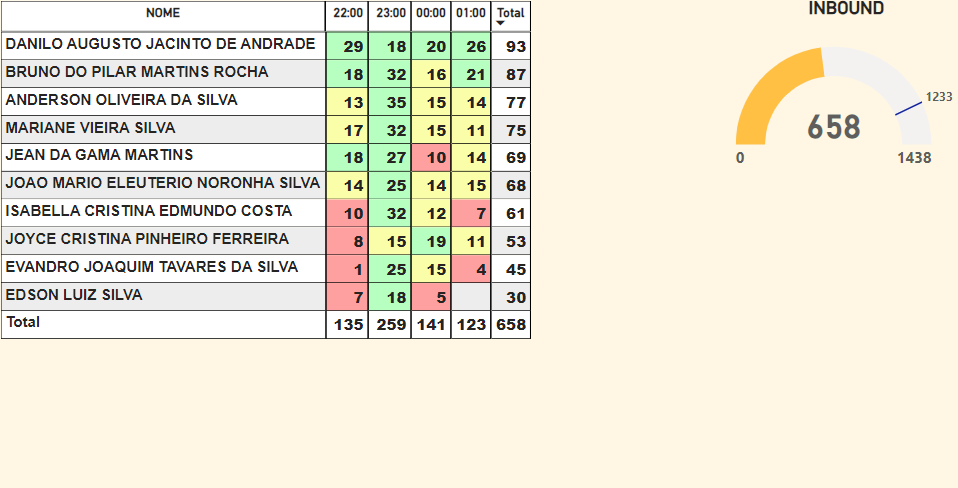 NOME 22:00 23:00 00:00 01:00 Total
DANILO AUGUSTO JACINTO DE ANDRADE 29 18 20 26 93
BRUNO DO PILAR MARTINS ROCHA 18 32 16 21 87
ANDERSON OLIVEIRA DA SILVA 13 35 15 14 77
MARIANE VIEIRA SILVA 17 32 15 11 75
JEAN DA GAMA MARTINS 18 27 10 14 69
JOAO MARIO ELEUTERIO NORONHA SILVA 14 25 14 15 68
ISABELLA CRISTINA EDMUNDO COSTA 10 32 12 7 61
JOYCE CRISTINA PINHEIRO FERREIRA 8 15 19 11 53
EVANDRO JOAQUIM TAVARES DA SILVA 1 25 15 4 45
EDSON LUIZ SILVA 7 18 5 30
Total 135 259 141 123 658
INBOUND
1233
658
0 1438